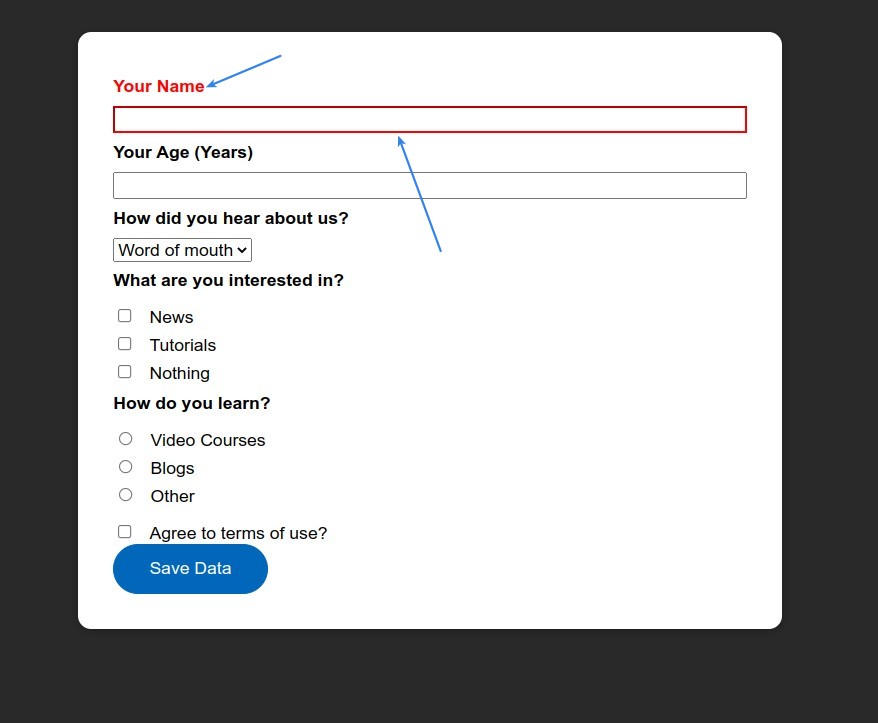 Your Name
Your Age (Years)
How did you hear about us?
Word of mouth
What are you interested in?
News
Tutorials
Nothing
How do you learn?
Video Courses
Blogs
Other
Agree to terms of use?
Save Data